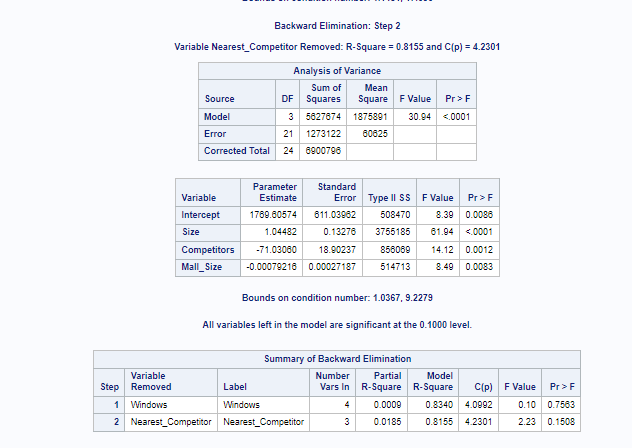 Backward Elimination: Step 2
Variable Nearest_Competitor Removed: R-Square = 0.8155 and C(p) = 4.2301
Analysis of Variance
Source DF Sum of Squares Mean Square F Value Pr > F
Model 3 5627674 1875891 30.94 <.0001
Error 21 1273122 60625
Corrected Total 24 6900796
Variable Parameter Estimate Standard Error Type II SS F Value Pr > F
Intercept 1769.60574 611.03962 508470 8.39 0.0086
Size 1.04482 0.13276 3755185 61.94 <.0001
Competitors -71.03060 18.90237 856069 14.12 0.0012
Mall_Size -0.00079216 0.00027187 514713 8.49 0.0083
Bounds on condition number: 1.0367, 9.2279
All variables left in the model are significant at the 0.1000 level.
Summary of Backward Elimination
Step Variable Removed Label Number Vars In Partial R-Square Model R-Square C(p) F Value Pr > F
1 Windows Windows 4 0.0009 0.8340 4.0992 0.10 0.7563
2 Nearest_Competitor Nearest_Competitor 3 0.0185 0.8155 4.2301 2.23 0.1508